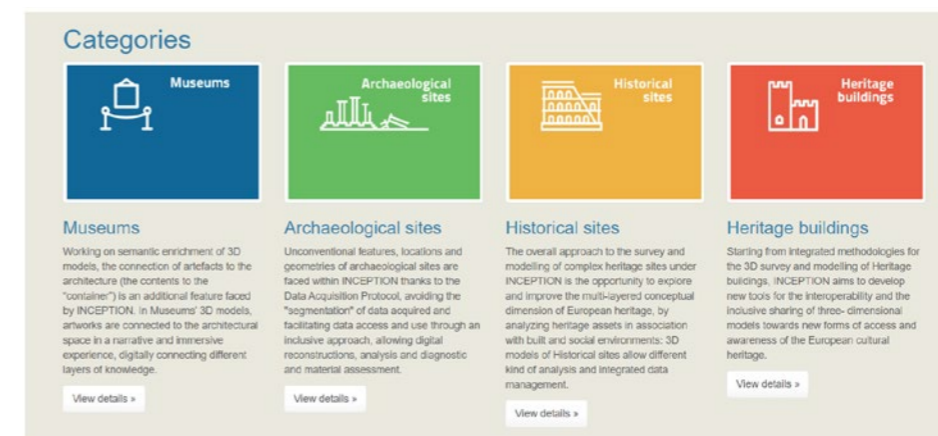 Categories
Museums
Archaeological
sites
Historical
sites
Heritage
buildings
Museums
Working on semantic enrichment of 3D
models, the connection of artefacts to the
architecture (the contents to the
"container") is an additional feature faced
by INCEPTION. In Museums' 3D models,
artworks are connected to the architectural
space in a narrative and immersive
experience, digitally connecting different
layers of knowledge.
View details »
Archaeological sites
Unconventional features, locations and
geometries of archaeological sites are
faced within INCEPTION thanks to the
Data Acquisition Protocol, avoiding the
"segmentation" of data acquired and
facilitating data access and use through an
inclusive approach, allowing digital
reconstructions, analysis and diagnostic
and material assessment.
View details »
Historical sites
The overall approach to the survey and
modelling of complex heritage sites under
INCEPTION is the opportunity to explore
and improve the multi-layered conceptual
dimension of European heritage, by
analyzing heritage assets in association
with built and social environments: 3D
models of Historical sites allow different
kind of analysis and integrated data
management.
View details »
Heritage buildings
Starting from integrated methodologies for
the 3D survey and modelling of Heritage
buildings, INCEPTION aims to develop
new tools for the interoperability and the
inclusive sharing of three- dimensional
models towards new forms of access and
awareness of the European cultural
heritage.
View details »